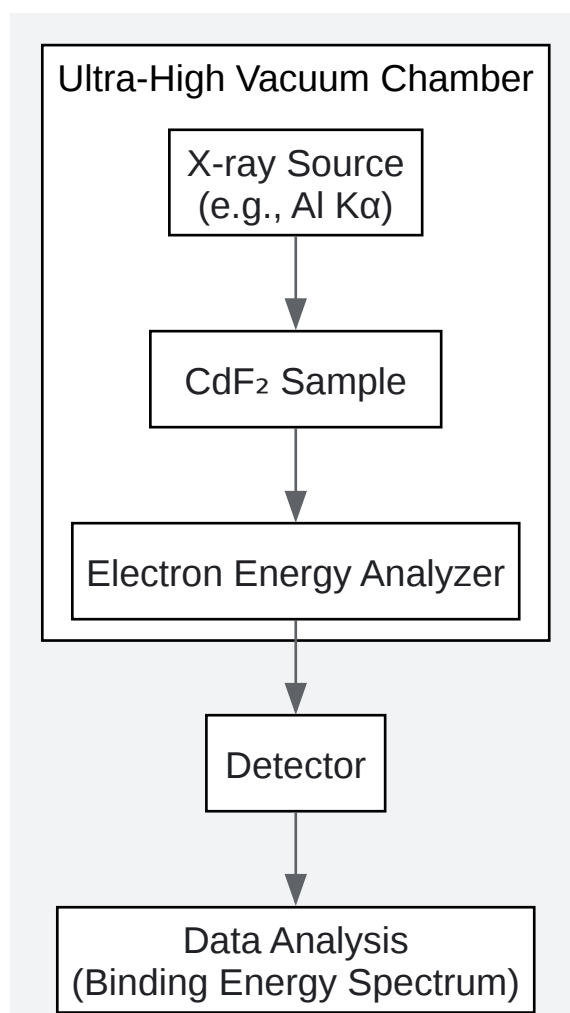 Ultra-High Vacuum Chamber
X-ray Source
(e.g., Al Kα)
CdF₂ Sample
Electron Energy Analyzer
Detector
Data Analysis
(Binding Energy Spectrum)